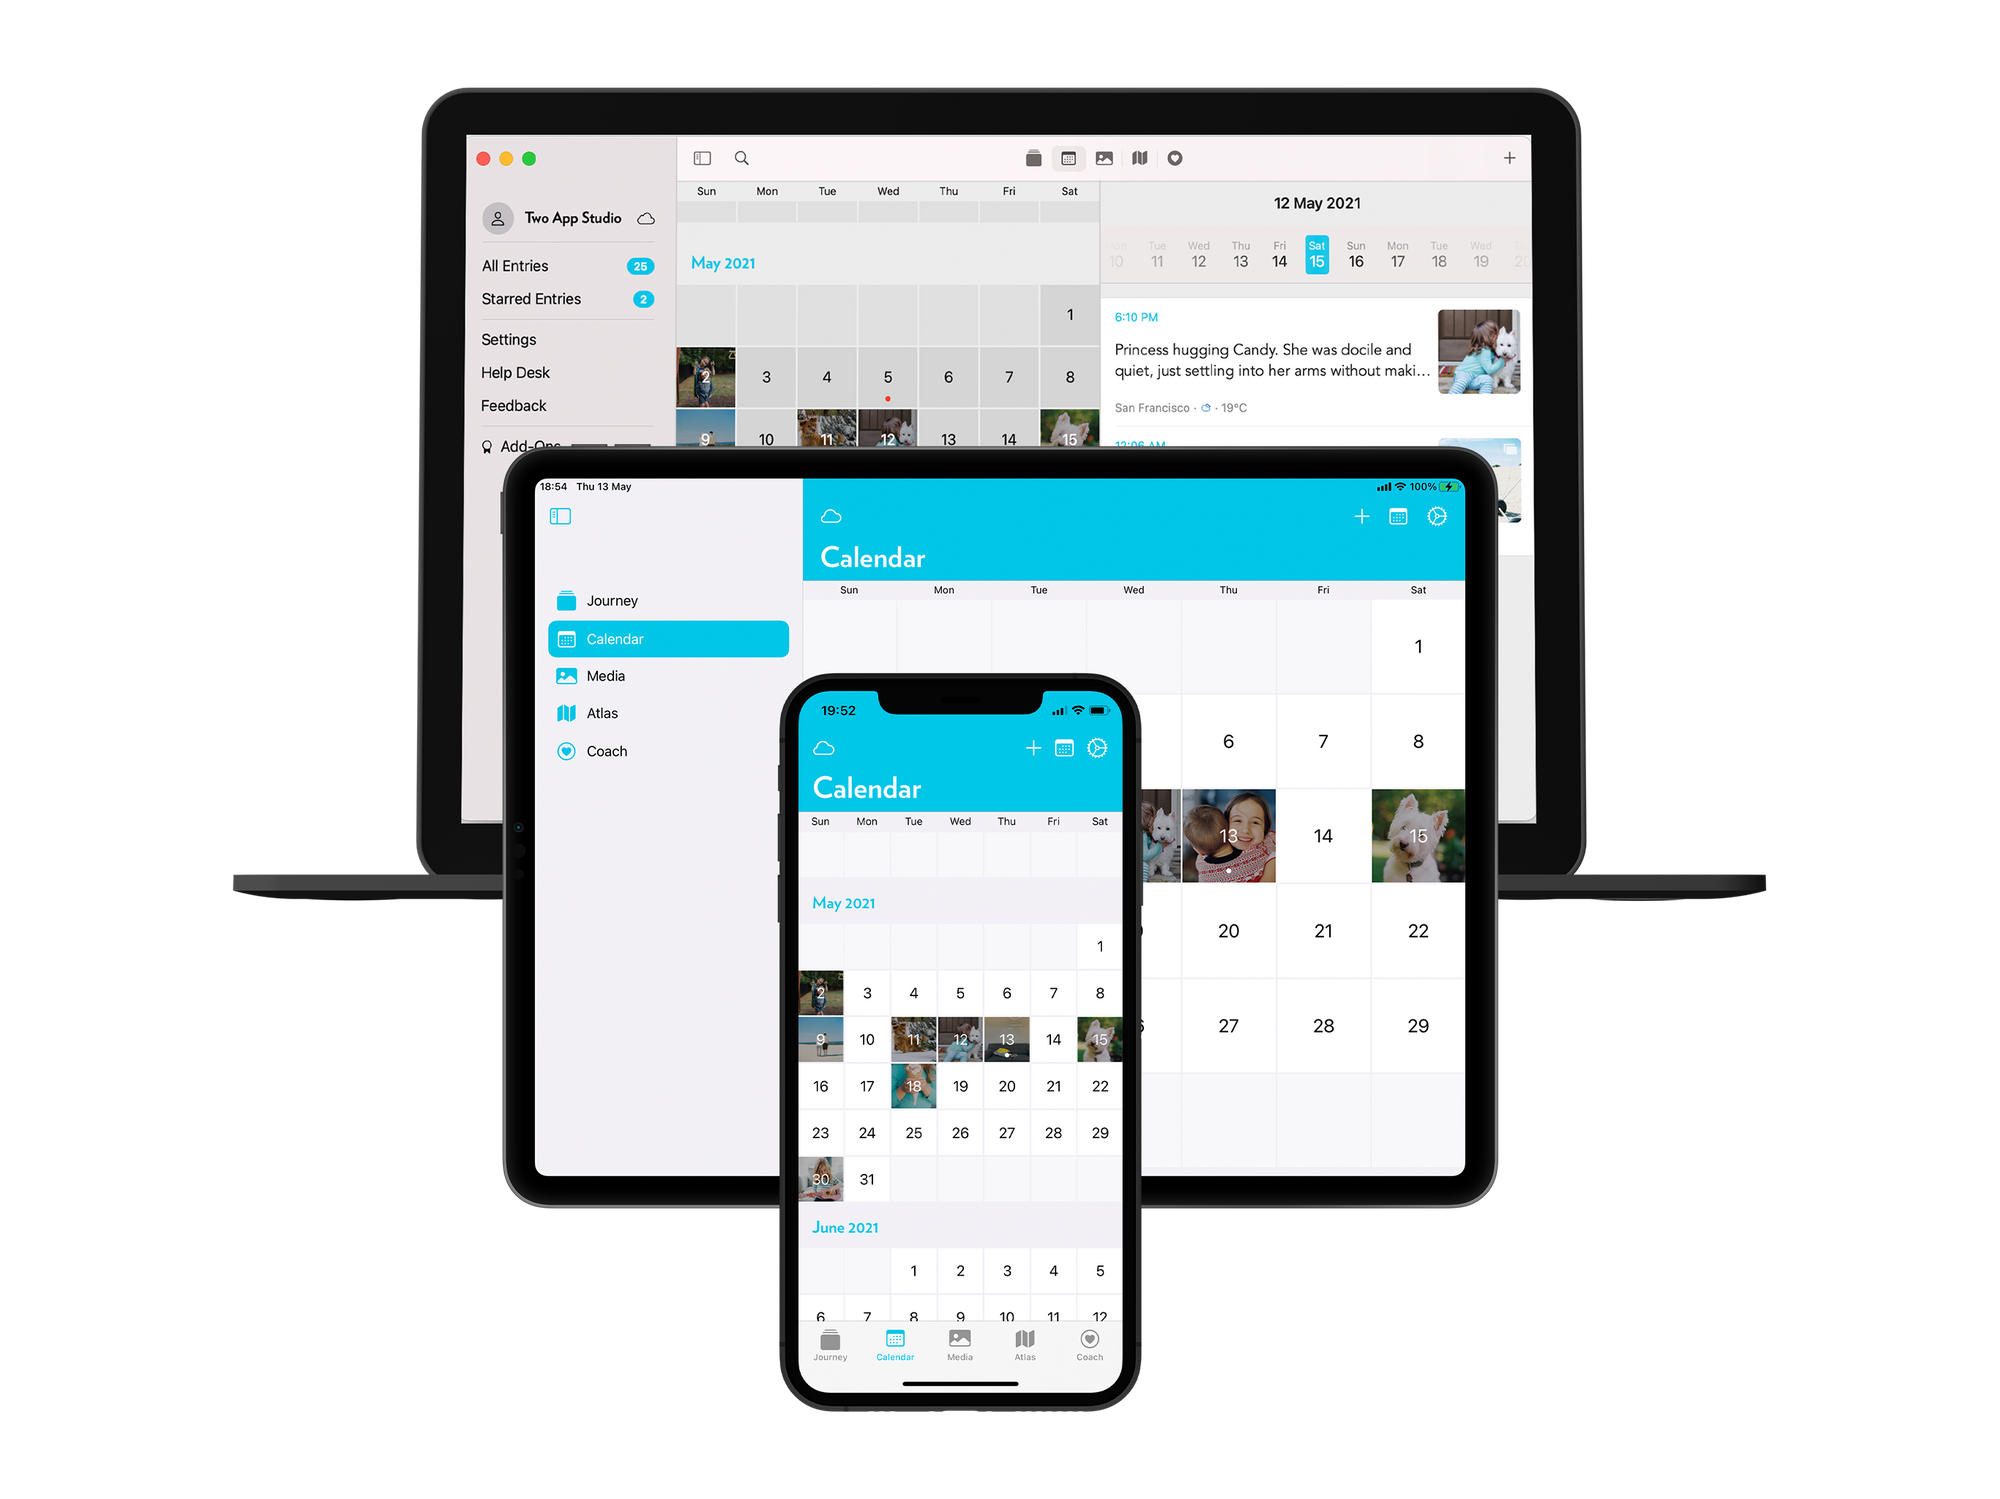 Two App Studio
All Entries 25
Starred Entries 2
Settings
Help Desk
Feedback
Add-Ons
Sun Mon Tue Wed Thu Fri Sat
May 2021
1
2 3 4 5 6 7 8
9 10 11 12 13 14 15
12 May 2021
Mon Tue Wed Thu Fri Sat Sun Mon Tue Wed
10 11 12 13 14 15 16 17 18 19 20
6:10 PM
Princess hugging Candy. She was docile and
quiet, just settling into her arms without maki...
San Francisco · 19°C
12:06 AM
18:54 Thu 13 May
100%
Journey
Calendar
Media
Atlas
Coach
Calendar
Sun Mon Tue Wed Thu Fri Sat
1
6 7 8
13 14 15
20 21 22
27 28 29
19:52
Calendar
Sun Mon Tue Wed Thu Fri Sat
May 2021
1
2 3 4 5 6 7 8
9 10 11 12 13 14 15
16 17 18 19 20 21 22
23 24 25 26 27 28 29
30 31
June 2021
1 2 3 4 5
6 7 8 9 10 11 12
Journey Calendar Media Atlas Coach